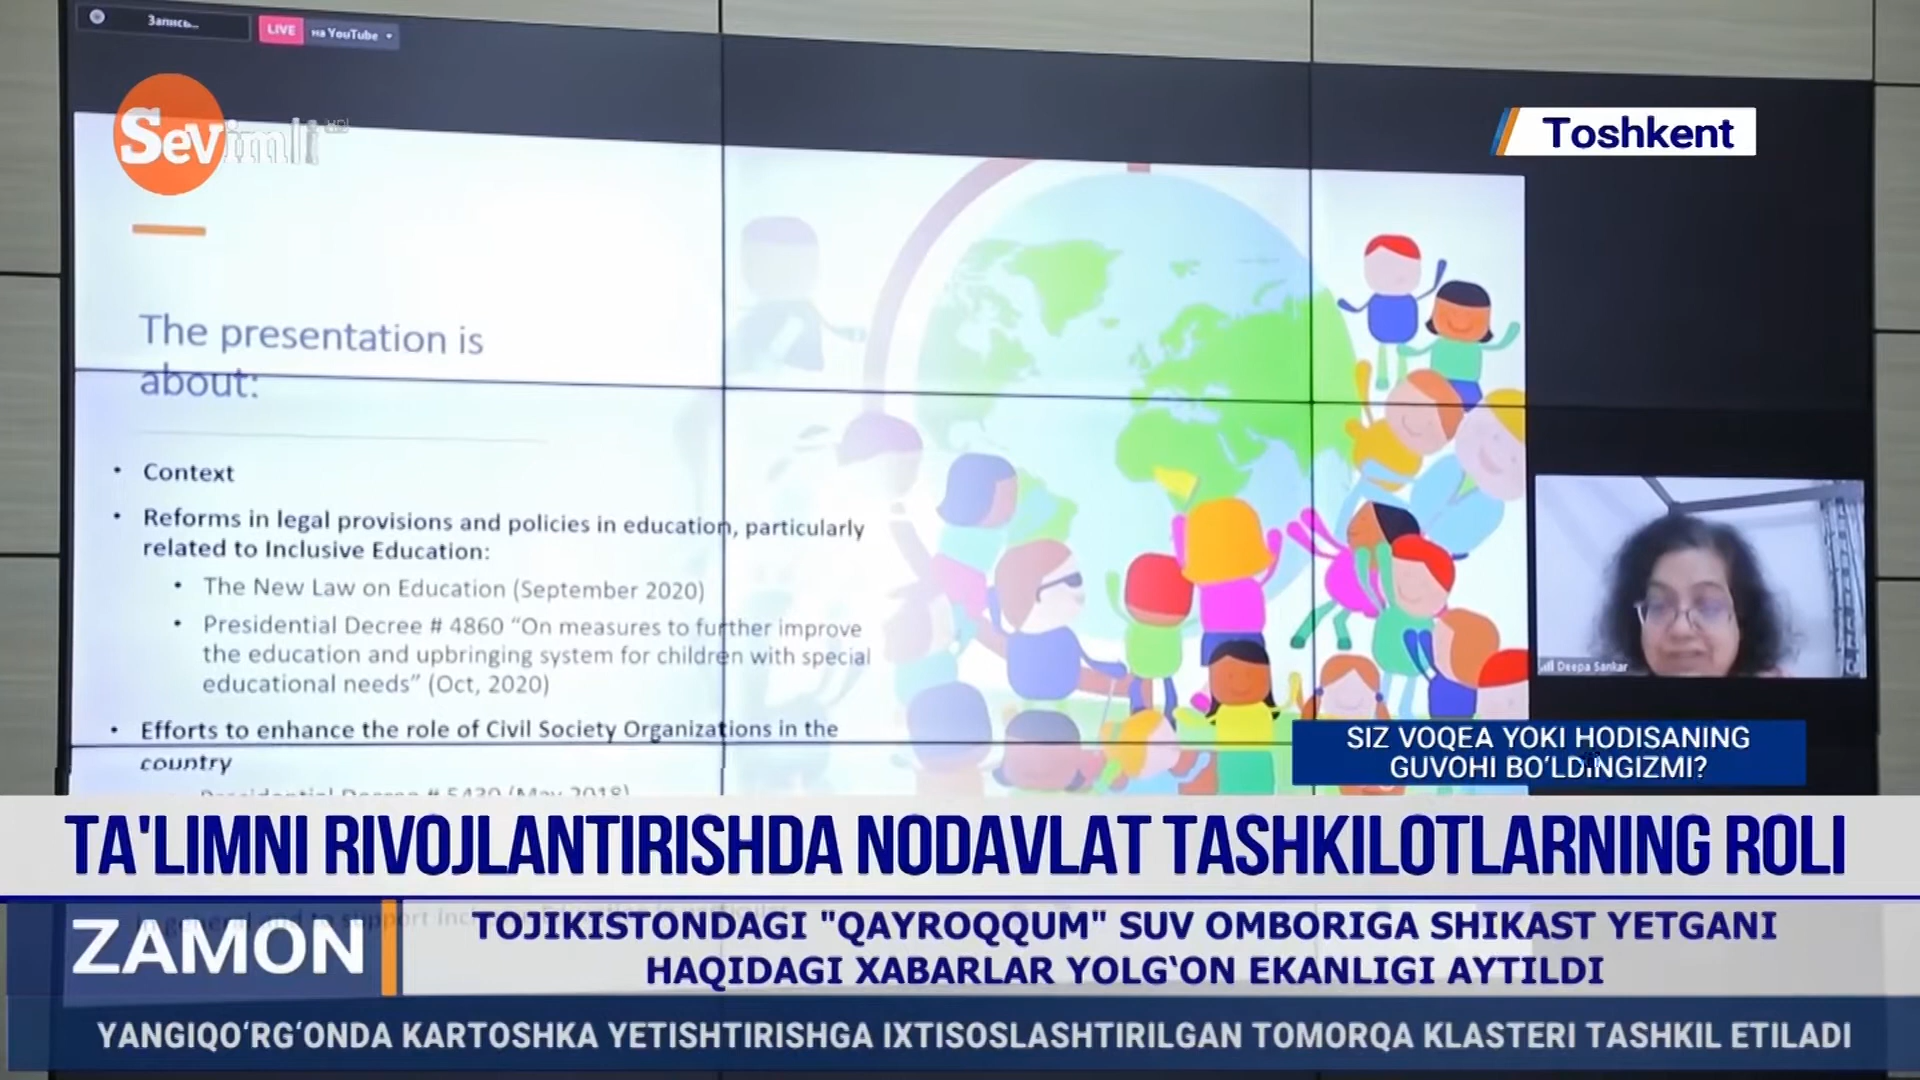 Запись...
LIVE на YouTube
Sevimli
Toshkent
The presentation is
about:
• Context
• Reforms in legal provisions and policies in education, particularly
related to Inclusive Education:
• The New Law on Education (September 2020)
• Presidential Decree # 4860 “On measures to further improve
the education and upbringing system for children with special
educational needs” (Oct, 2020)
• Efforts to enhance the role of Civil Society Organizations in the
country
Presidential Decree # 5430 (May 2018)
Deepa Sankar
SIZ VOQEA YOKI HODISANING
GUVOHI BO‘LDINGIZMI?
TA'LIMNI RIVOJLANTIRISHDA NODAVLAT TASHKILOTLARNING ROLI
ZAMON
TOJIKISTONDAGI "QAYROQQUM" SUV OMBORIGA SHIKAST YETGANI
HAQIDAGI XABARLAR YOLG‘ON EKANLIGI AYTILDI
YANGIQO‘RG‘ONDA KARTOSHKA YETISHTIRISHGA IXTISOSLASHTIRILGAN TOMORQA KLASTERI TASHKIL ETILADI